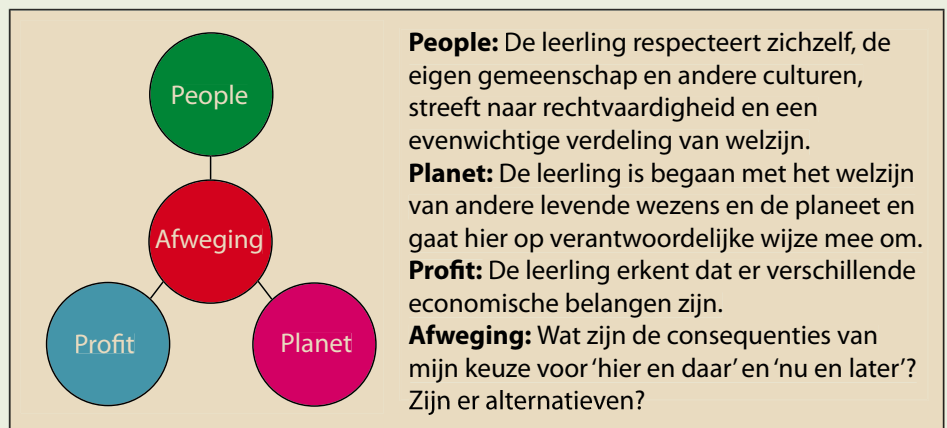 People
Afweging
Profit
Planet
People: De leerling respecteert zichzelf, de
eigen gemeenschap en andere culturen,
streeft naar rechtvaardigheid en een
evenwichtige verdeling van welzijn.
Planet: De leerling is begaan met het welzijn
van andere levende wezens en de planeet en
gaat hier op verantwoordelijke wijze mee om.
Profit: De leerling erkent dat er verschillende
economische belangen zijn.
Afweging: Wat zijn de consequenties van
mijn keuze voor ‘hier en daar’ en ‘nu en later’?
Zijn er alternatieven?